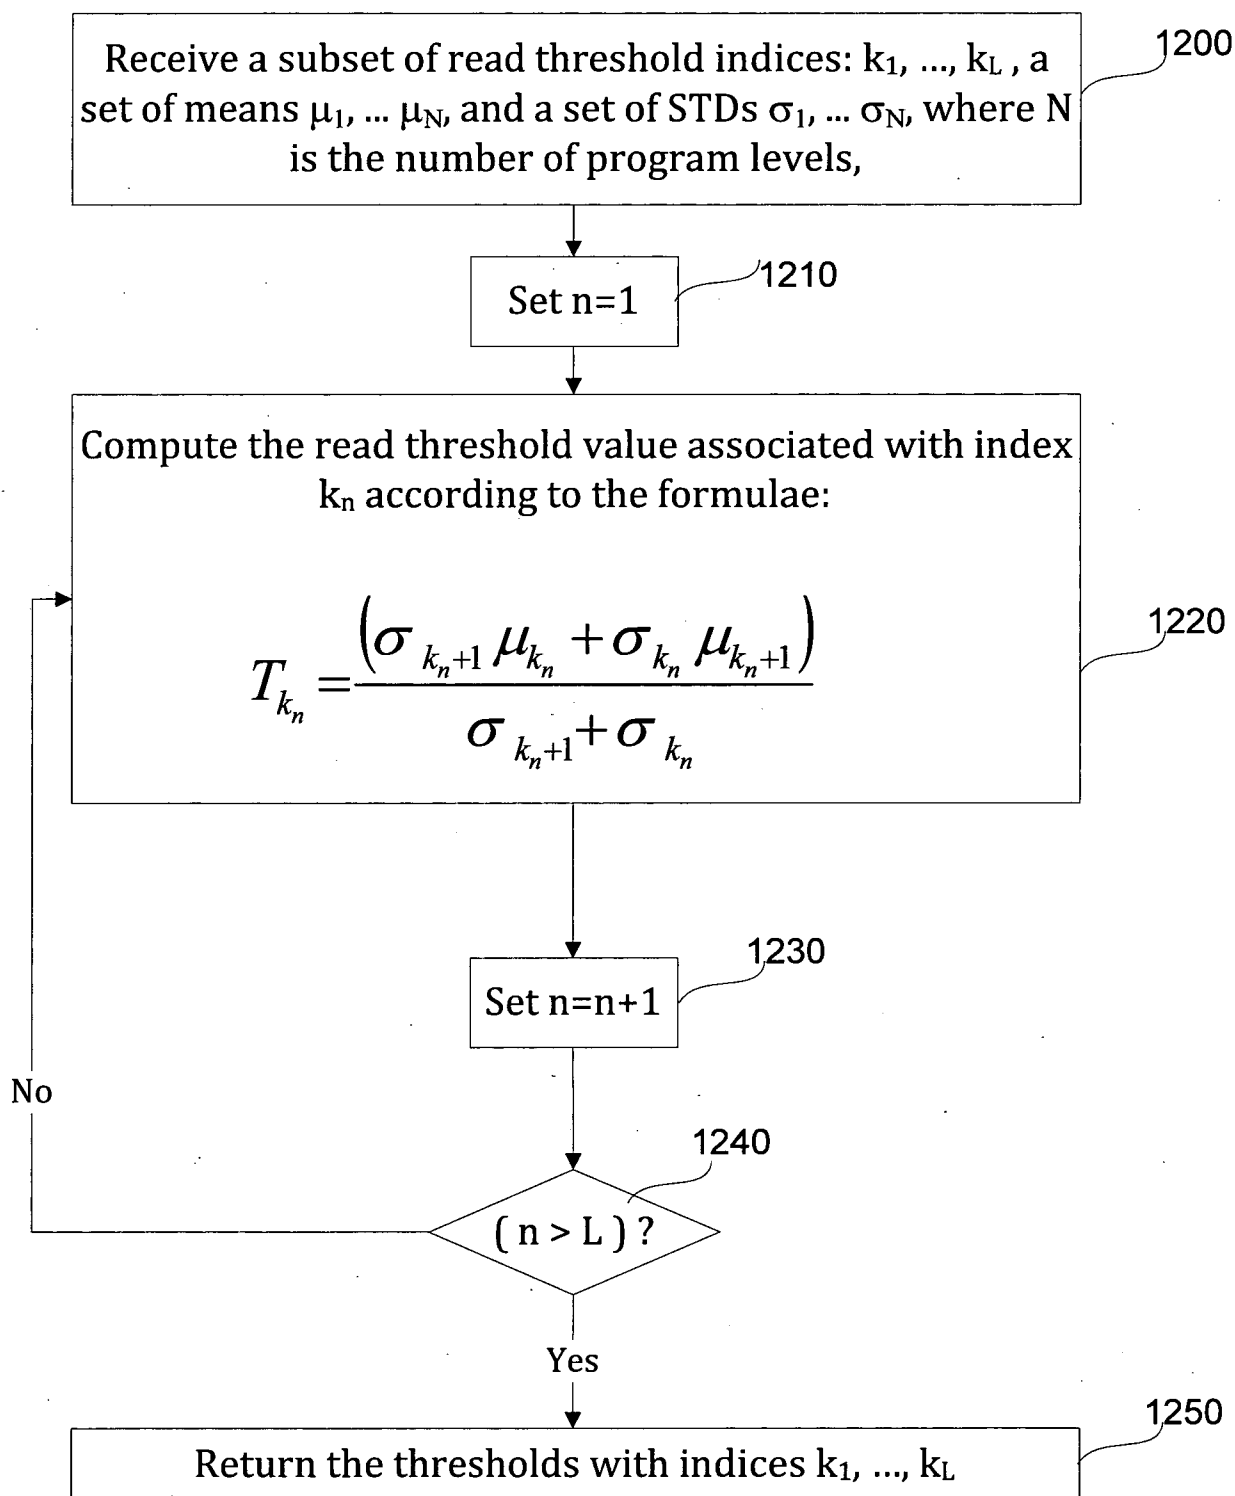 1200
Receive a subset of read threshold indices: k₁, ..., k_L , a
set of means μ₁, ... μ_N, and a set of STDs σ₁, ... σ_N, where N
is the number of program levels,
1210
Set n=1
Compute the read threshold value associated with index
kₙ according to the formulae:
1220
T_{k_n} = (σ_{k_n+1} μ_{k_n} + σ_{k_n} μ_{k_n+1}) / σ_{k_n+1} + σ_{k_n}
1230
Set n=n+1
No
1240
( n > L ) ?
Yes
1250
Return the thresholds with indices k₁, ..., k_L